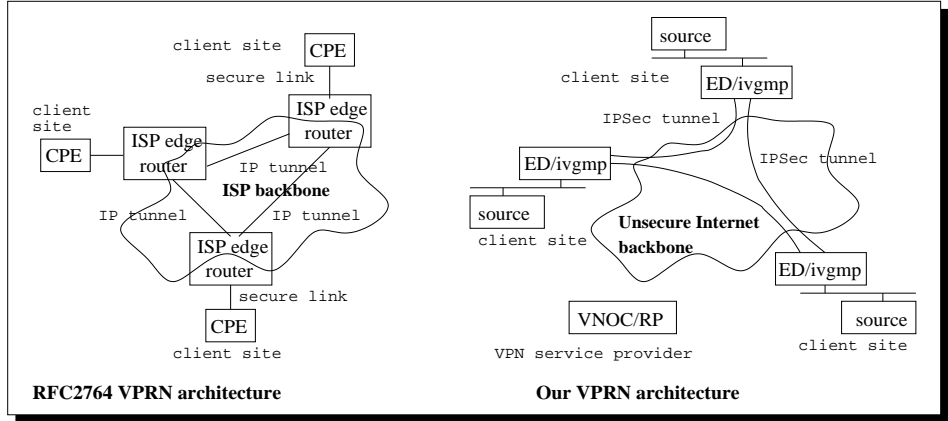 client site
CPE
secure link
ISP edge
router
client
site
CPE
ISP edge
router
IP tunnel
ISP backbone
IP tunnel
IP tunnel
ISP edge
router
secure link
CPE
client site
RFC2764 VPRN architecture
source
client site
ED/ivgmp
IPSec tunnel
IPSec tunnel
ED/ivgmp
source
client site
Unsecure Internet
backbone
ED/ivgmp
source
client site
VNOC/RP
VPN service provider
Our VPRN architecture